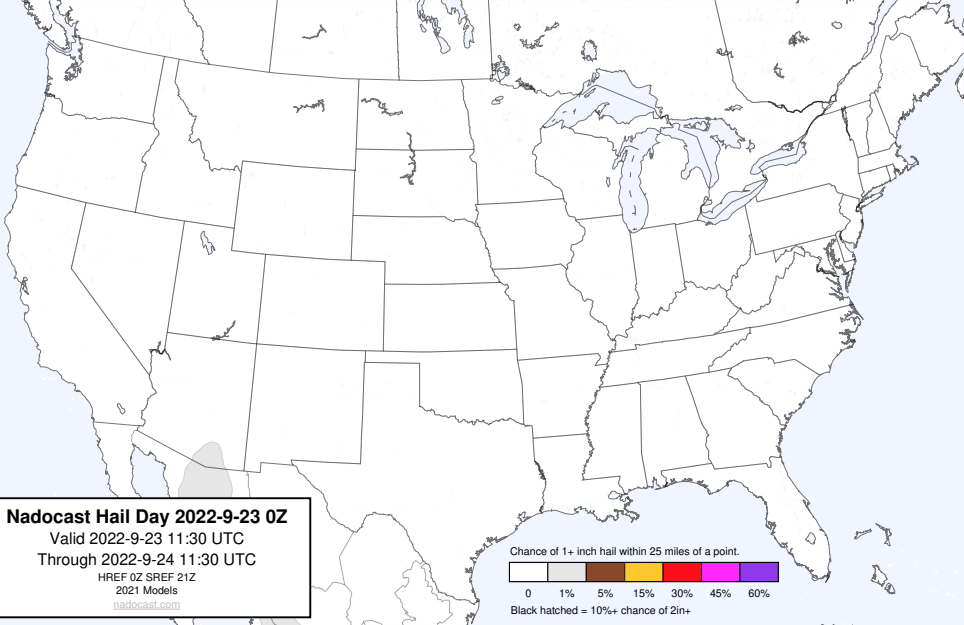 Nadocast Hail Day 2022-9-23 0Z
Valid 2022-9-23 11:30 UTC
Through 2022-9-24 11:30 UTC
HREF 0Z SREF 21Z
2021 Models
nadocast.com
Chance of 1+ inch hail within 25 miles of a point.
0 1% 5% 15% 30% 45% 60%
Black hatched = 10%+ chance of 2in+